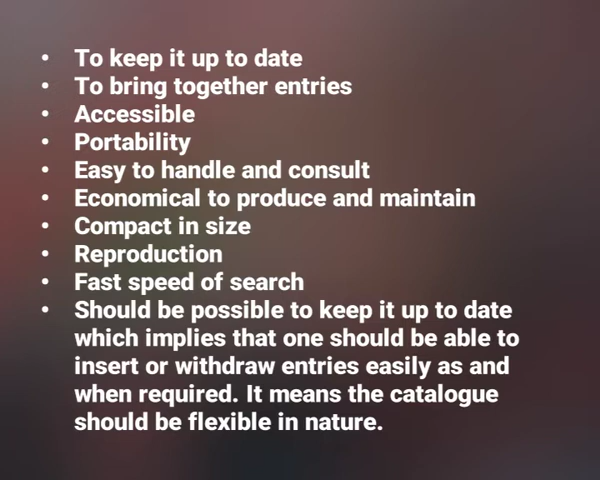 • To keep it up to date
• To bring together entries
• Accessible
• Portability
• Easy to handle and consult
• Economical to produce and maintain
• Compact in size
• Reproduction
• Fast speed of search
• Should be possible to keep it up to date
which implies that one should be able to
insert or withdraw entries easily as and
when required. It means the catalogue
should be flexible in nature.